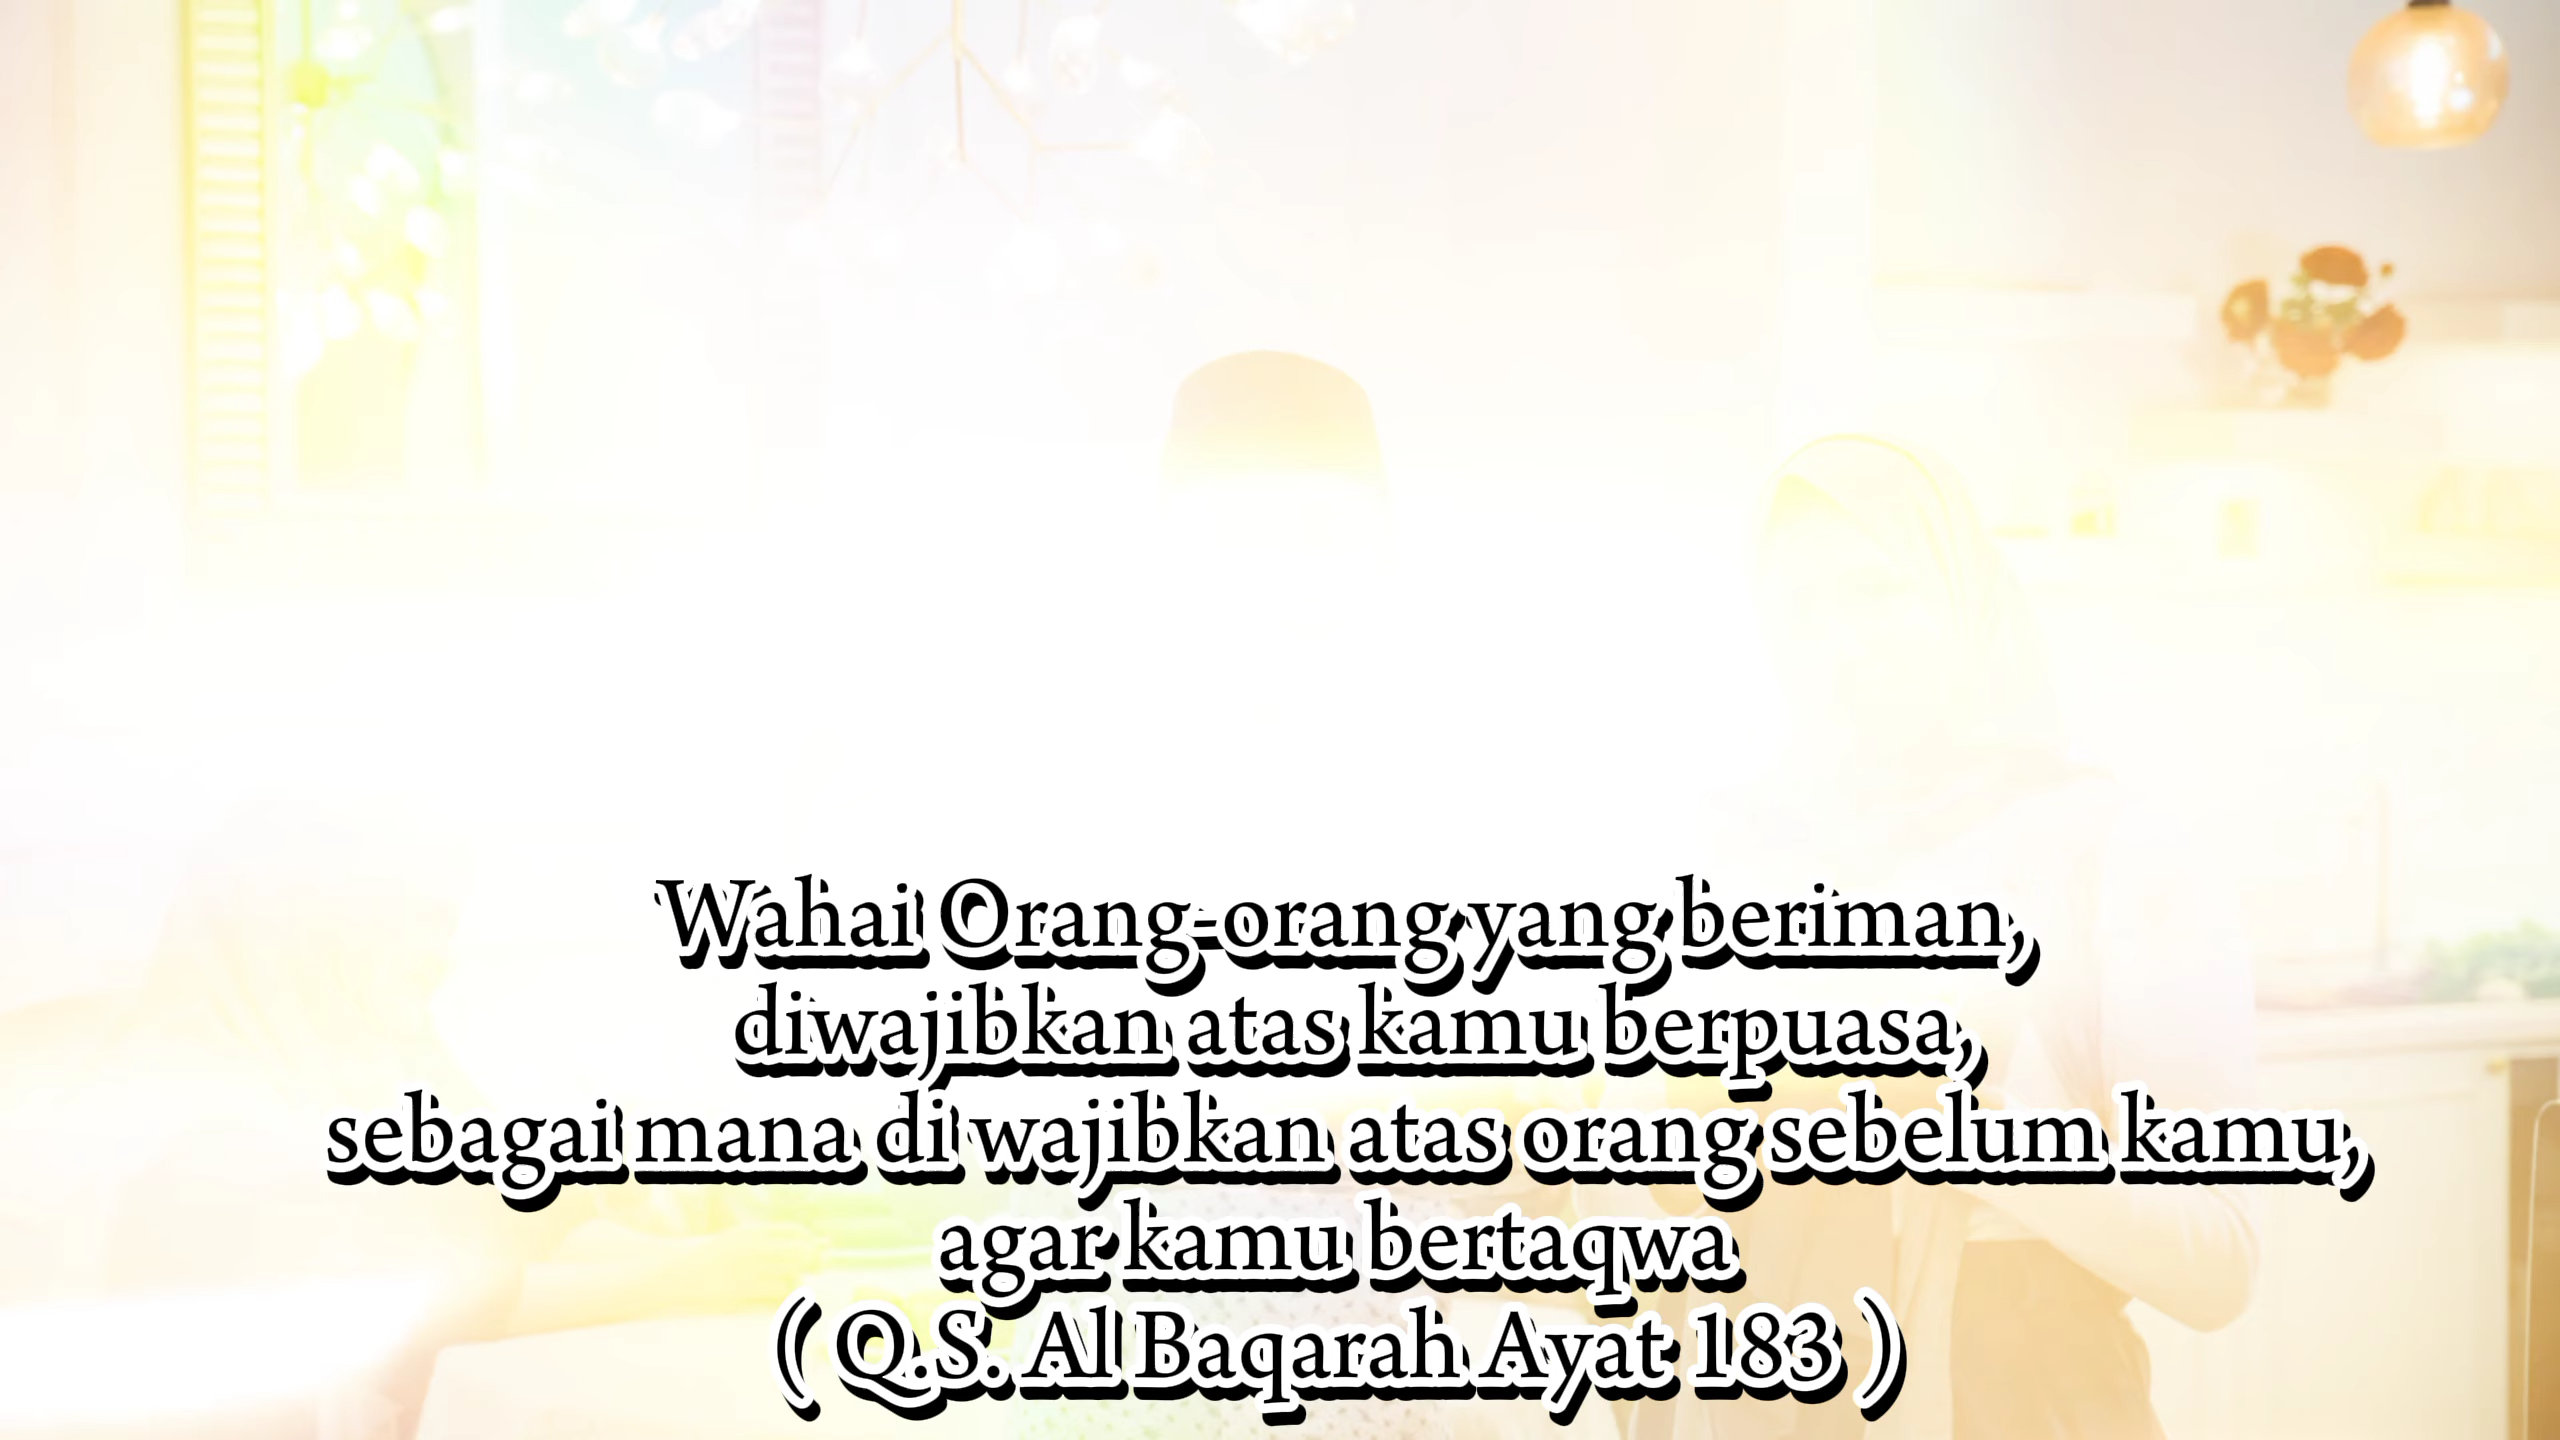 Wahai Orang-orang yang beriman,
diwajibkan atas kamu berpuasa,
sebagai mana di wajibkan atas orang sebelum kamu,
agar kamu bertaqwa
( Q.S. Al Baqarah Ayat 183 )